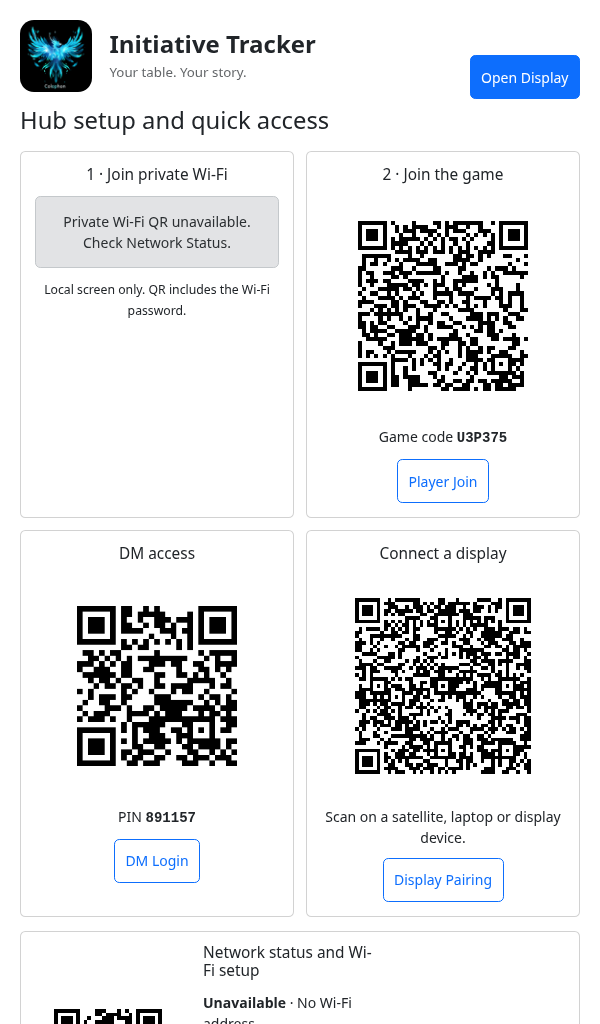 Initiative Tracker
Your table. Your story.
Open Display
Hub setup and quick access
1 · Join private Wi-Fi
Private Wi-Fi QR unavailable.
Check Network Status.
Local screen only. QR includes the Wi-Fi
password.
2 · Join the game
Game code U3P375
Player Join
DM access
PIN 891157
DM Login
Connect a display
Scan on a satellite, laptop or display
device.
Display Pairing
Network status and Wi-
Fi setup
Unavailable · No Wi-Fi
address